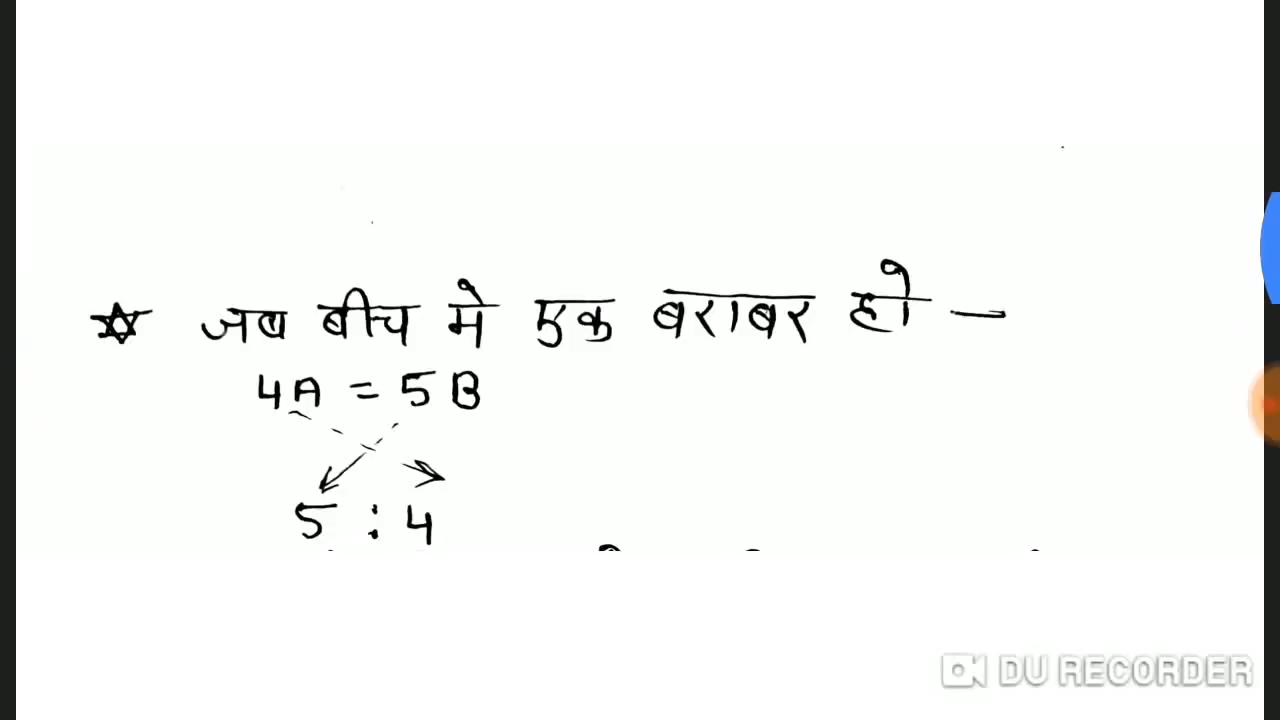 ☆ जब बीच मे एक बराबर हो —
4A = 5B
5 : 4
DU RECORDER